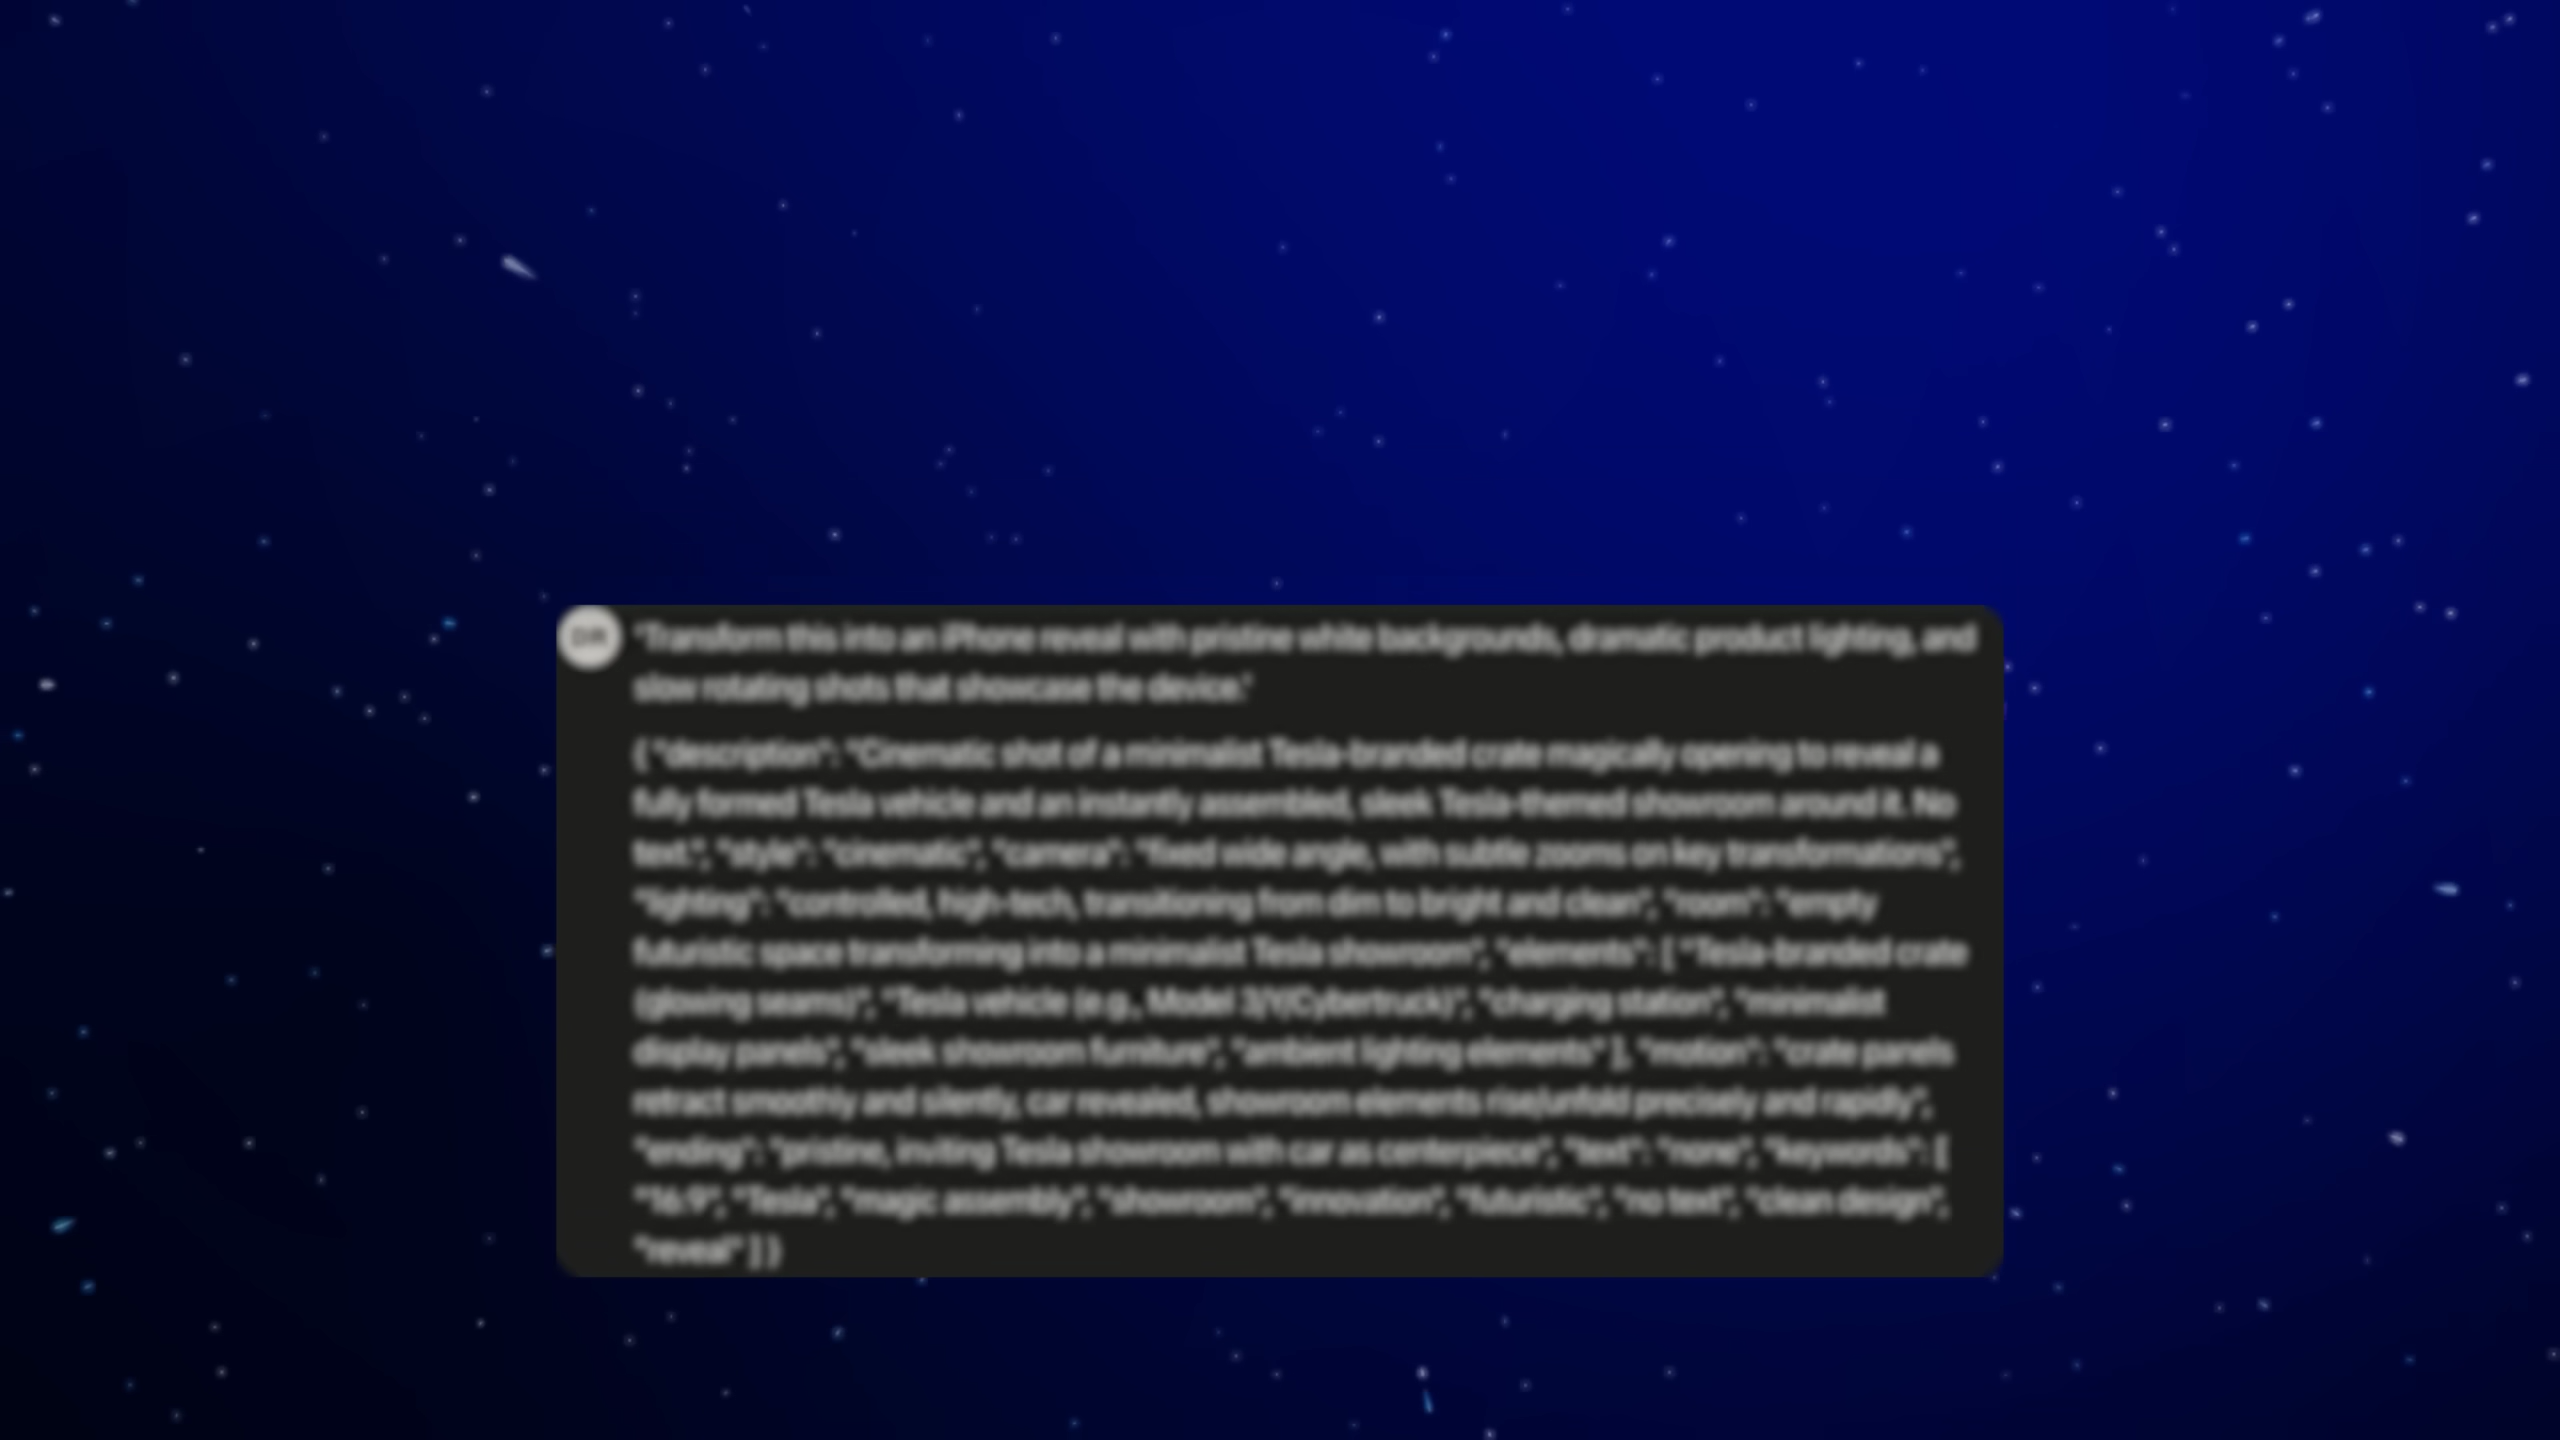 DR
"Transform this into an iPhone reveal with pristine white backgrounds, dramatic product lighting, and
slow rotating shots that showcase the device."
{ "description": "Cinematic shot of a minimalist Tesla-branded crate magically opening to reveal a
fully formed Tesla vehicle and an instantly assembled, sleek Tesla-themed showroom around it. No
text.", "style": "cinematic", "camera": "fixed wide angle, with subtle zooms on key transformations",
"lighting": "controlled, high-tech, transitioning from dim to bright and clean", "room": "empty
futuristic space transforming into a minimalist Tesla showroom", "elements": [ "Tesla-branded crate
(glowing seams)", "Tesla vehicle (e.g., Model 3/Y/Cybertruck)", "charging station", "minimalist
display panels", "sleek showroom furniture", "ambient lighting elements" ], "motion": "crate panels
retract smoothly and silently, car revealed, showroom elements rise/unfold precisely and rapidly",
"ending": "pristine, inviting Tesla showroom with car as centerpiece", "text": "none", "keywords": [
"16:9", "Tesla", "magic assembly", "showroom", "innovation", "futuristic", "no text", "clean design",
"reveal" ] }